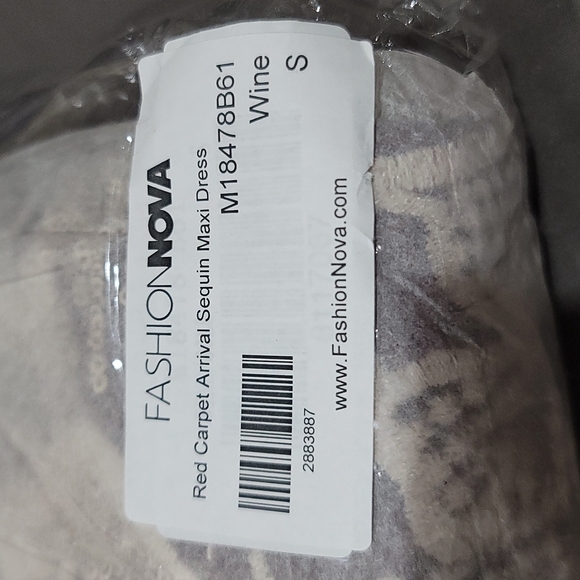 FASHIONNOVA
Red Carpet Arrival Sequin Maxi Dress
M18478B61
Wine
S
2883887
www.FashionNova.com